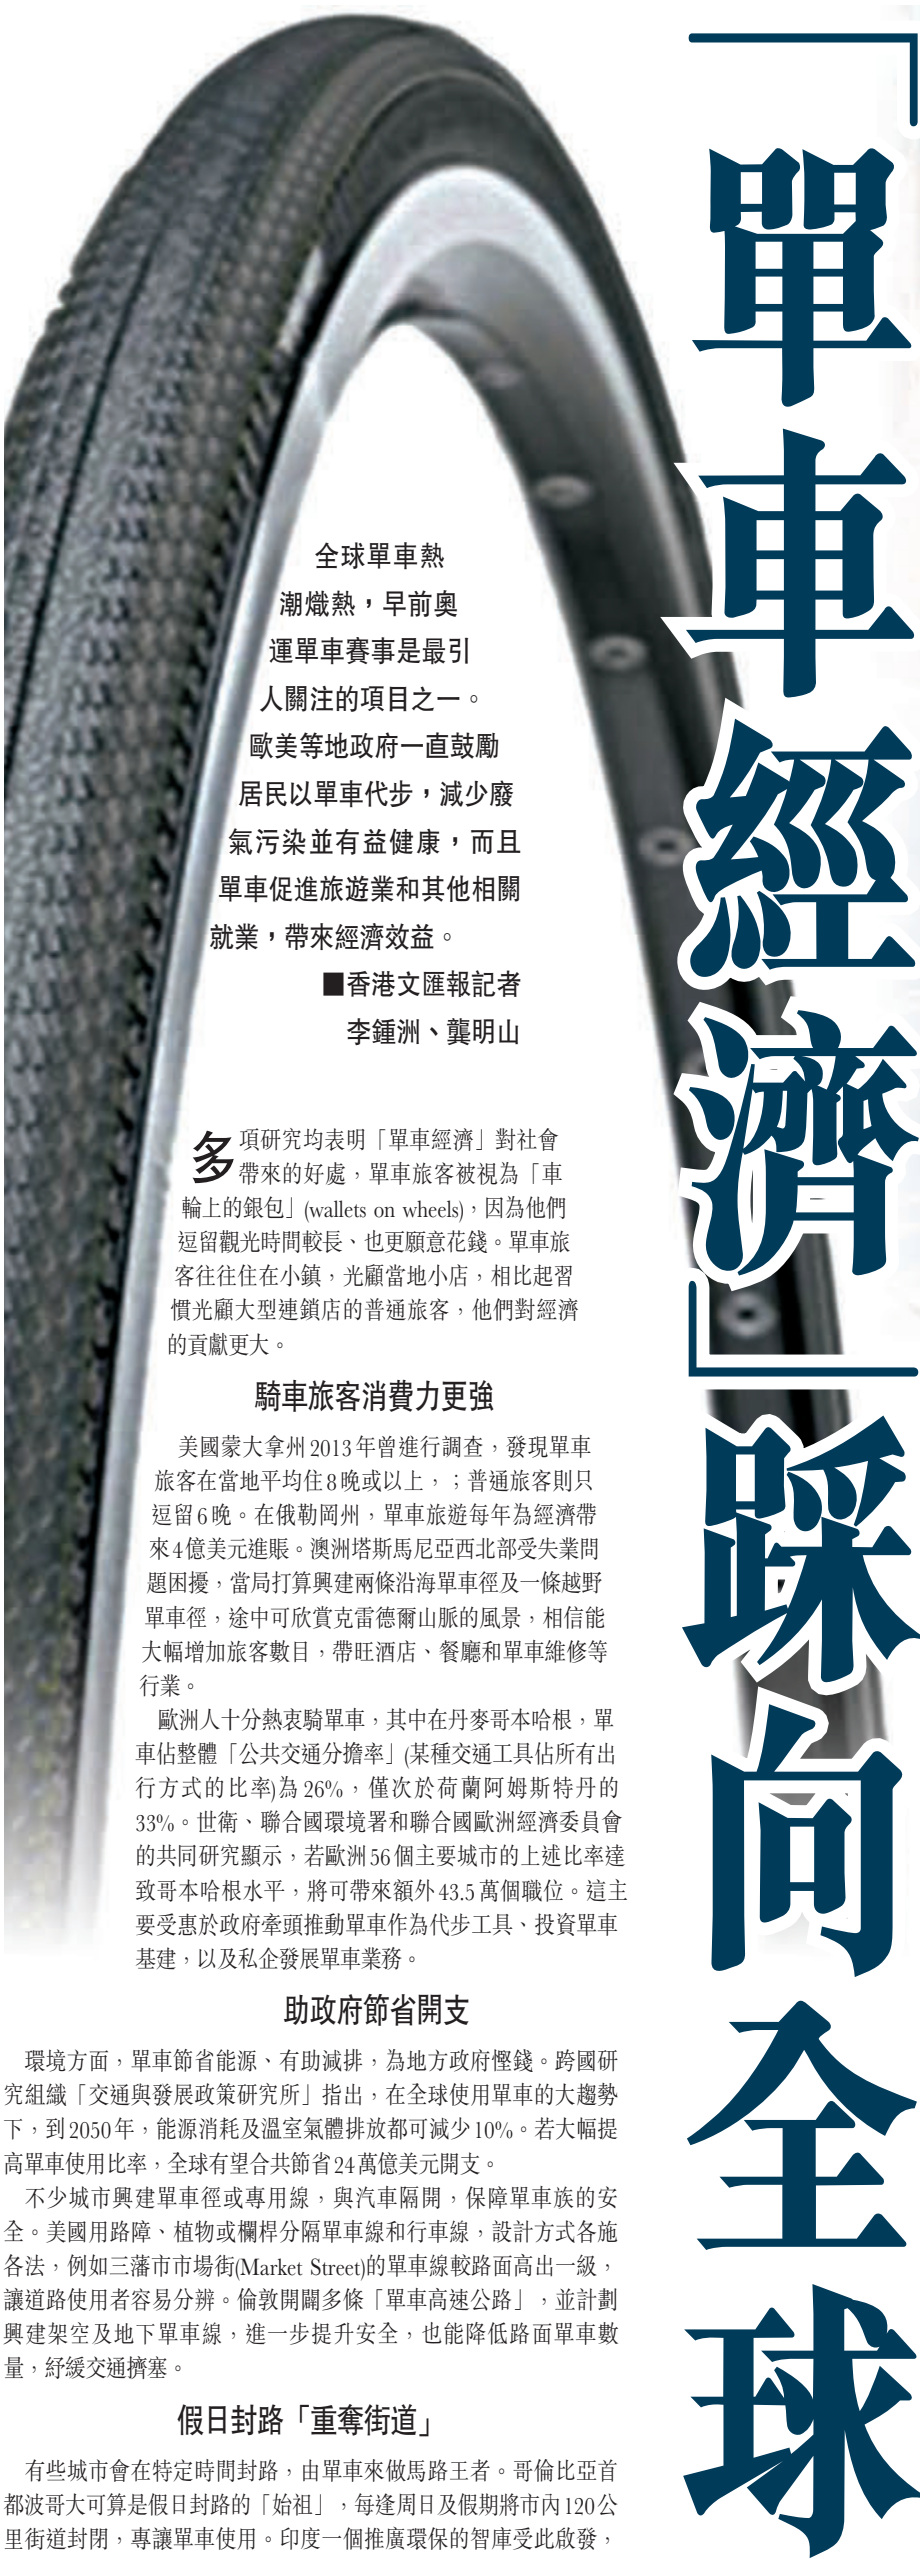 「單車經濟」踩向全球
全球單車熱
潮熾熱，早前奧
運單車賽事是最引
人關注的項目之一。
歐美等地政府一直鼓勵
居民以單車代步，減少廢
氣污染並有益健康，而且
單車促進旅遊業和其他相關
就業，帶來經濟效益。
■香港文匯報記者
李鍾洲、龔明山
多項研究均表明「單車經濟」對社會
帶來的好處，單車旅客被視為「車
輪上的銀包」(wallets on wheels)，因為他們
逗留觀光時間較長、也更願意花錢。單車旅
客往往住在小鎮，光顧當地小店，相比起習
慣光顧大型連鎖店的普通旅客，他們對經濟
的貢獻更大。
騎車旅客消費力更強
美國蒙大拿州2013年曾進行調查，發現單車
旅客在當地平均住8晚或以上，；普通旅客則只
逗留6晚。在俄勒岡州，單車旅遊每年為經濟帶
來4億美元進賬。澳洲塔斯馬尼亞西北部受失業問
題困擾，當局打算興建兩條沿海單車徑及一條越野
單車徑，途中可欣賞克雷德爾山脈的風景，相信能
大幅增加旅客數目，帶旺酒店、餐廳和單車維修等
行業。
歐洲人十分熱衷騎單車，其中在丹麥哥本哈根，單
車佔整體「公共交通分擔率」(某種交通工具佔所有出
行方式的比率)為26%，僅次於荷蘭阿姆斯特丹的
33%。世衛、聯合國環境署和聯合國歐洲經濟委員會
的共同研究顯示，若歐洲56個主要城市的上述比率達
致哥本哈根水平，將可帶來額外43.5萬個職位。這主
要受惠於政府牽頭推動單車作為代步工具、投資單車
基建，以及私企發展單車業務。
助政府節省開支
環境方面，單車節省能源、有助減排，為地方政府慳錢。跨國研
究組織「交通與發展政策研究所」指出，在全球使用單車的大趨勢
下，到2050年，能源消耗及溫室氣體排放都可減少10%。若大幅提
高單車使用比率，全球有望合共節省24萬億美元開支。
不少城市興建單車徑或專用線，與汽車隔開，保障單車族的安
全。美國用路障、植物或欄桿分隔單車線和行車線，設計方式各施
各法，例如三藩市市場街(Market Street)的單車線較路面高出一級，
讓道路使用者容易分辨。倫敦開闢多條「單車高速公路」，並計劃
興建架空及地下單車線，進一步提升安全，也能降低路面單車數
量，紓緩交通擠塞。
假日封路「重奪街道」
有些城市會在特定時間封路，由單車來做馬路王者。哥倫比亞首
都波哥大可算是假日封路的「始祖」，每逢周日及假期將市內120公
里街道封閉，專讓單車使用。印度一個推廣環保的智庫受此啟發，